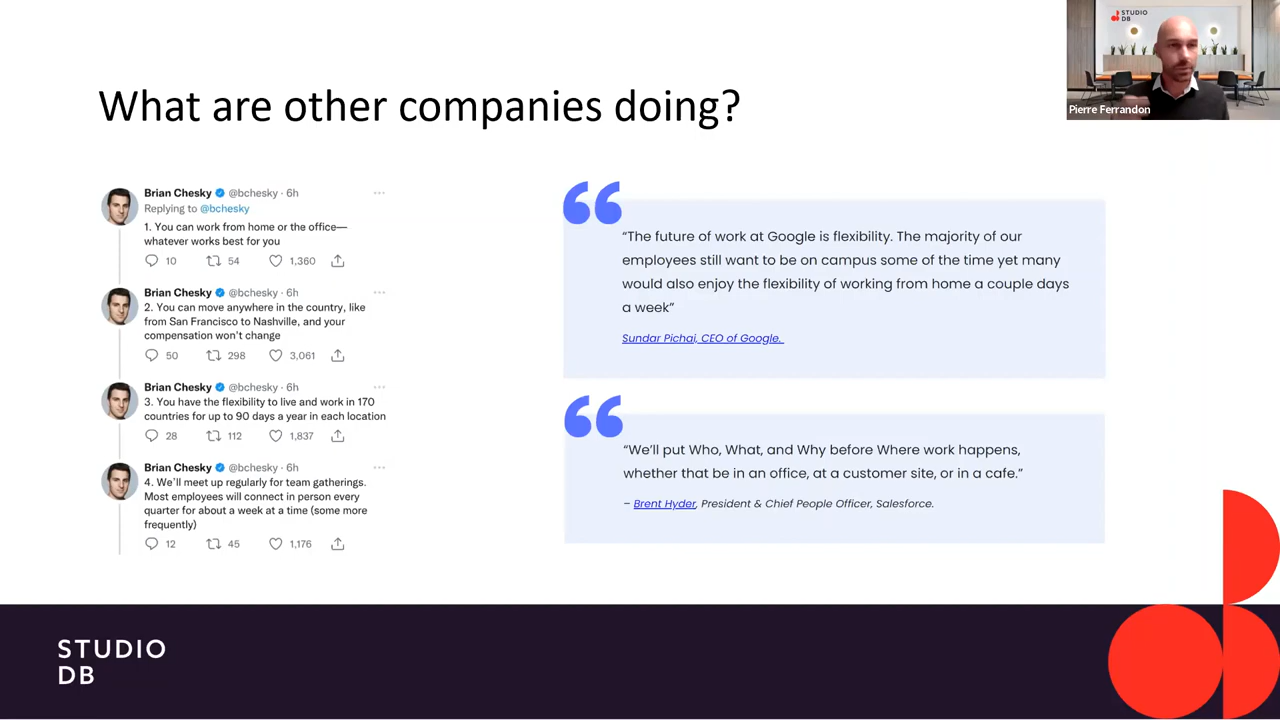 STUDIO
DB
Pierre Ferrandon
What are other companies doing?
Brian Chesky @bchesky · 6h
Replying to @bchesky
1. You can work from home or the office—
whatever works best for you
10 54 1,360
Brian Chesky @bchesky · 6h
2. You can move anywhere in the country, like
from San Francisco to Nashville, and your
compensation won't change
50 298 3,061
Brian Chesky @bchesky · 6h
3. You have the flexibility to live and work in 170
countries for up to 90 days a year in each location
28 112 1,837
Brian Chesky @bchesky · 6h
4. We'll meet up regularly for team gatherings.
Most employees will connect in person every
quarter for about a week at a time (some more
frequently)
12 45 1,176
“The future of work at Google is flexibility. The majority of our
employees still want to be on campus some of the time yet many
would also enjoy the flexibility of working from home a couple days
a week”
Sundar Pichai, CEO of Google.
“We'll put Who, What, and Why before Where work happens,
whether that be in an office, at a customer site, or in a cafe.”
– Brent Hyder, President & Chief People Officer, Salesforce.
STUDIO
DB